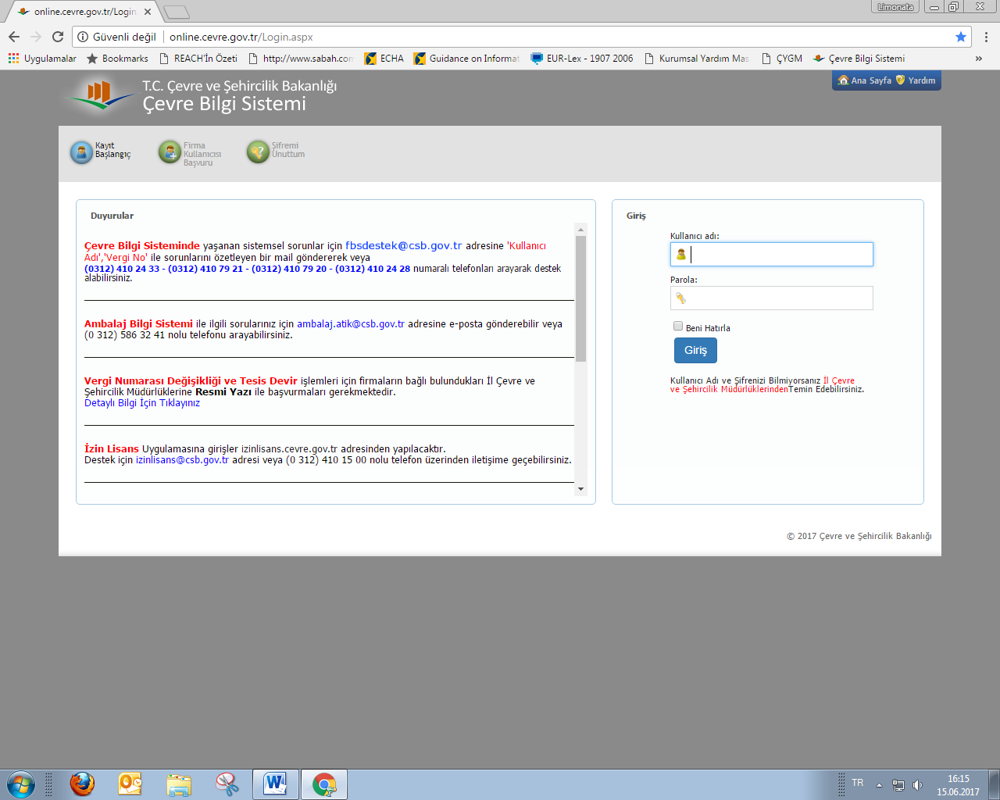 online.cevre.gov.tr/Login
Limonata
Güvenli değil
online.cevre.gov.tr/Login.aspx
Uygulamalar
Bookmarks
REACH'İn Özeti
http://www.sabah.com
ECHA
Guidance on Informat
EUR-Lex - 1907 2006
Kurumsal Yardım Mas
ÇYGM
Çevre Bilgi Sistemi
»
T.C. Çevre ve Şehircilik Bakanlığı
Çevre Bilgi Sistemi
Ana Sayfa
Yardım
Kayıt
Başlangıç
Firma
Kullanıcısı
Başvuru
Şifremi
Unuttum
Duyurular
Çevre Bilgi Sisteminde yaşanan sistemsel sorunlar için fbsdestek@csb.gov.tr adresine 'Kullanıcı
Adı','Vergi No' ile sorunlarını özetleyen bir mail göndererek veya
(0312) 410 24 33 - (0312) 410 79 21 - (0312) 410 79 20 - (0312) 410 24 28 numaralı telefonları arayarak destek
alabilirsiniz.
Ambalaj Bilgi Sistemi ile ilgili sorularınız için ambalaj.atik@csb.gov.tr adresine e-posta gönderebilir veya
(0 312) 586 32 41 nolu telefonu arayabilirsiniz.
Vergi Numarası Değişikliği ve Tesis Devir işlemleri için firmaların bağlı bulundukları İl Çevre ve
Şehircilik Müdürlüklerine Resmi Yazı ile başvurmaları gerekmektedir.
Detaylı Bilgi İçin Tıklayınız
İzin Lisans Uygulamasına girişler izinlisans.cevre.gov.tr adresinden yapılacaktır.
Destek için izinlisans@csb.gov.tr adresi veya (0 312) 410 15 00 nolu telefon üzerinden iletişime geçebilirsiniz.
Giriş
Kullanıcı adı:
Parola:
Beni Hatırla
Giriş
Kullanıcı Adı ve Şifrenizi Bilmiyorsanız İl Çevre
ve Şehircilik MüdürlüklerindenTemin Edebilirsiniz.
© 2017 Çevre ve Şehircilik Bakanlığı
TR
16:15
15.06.2017